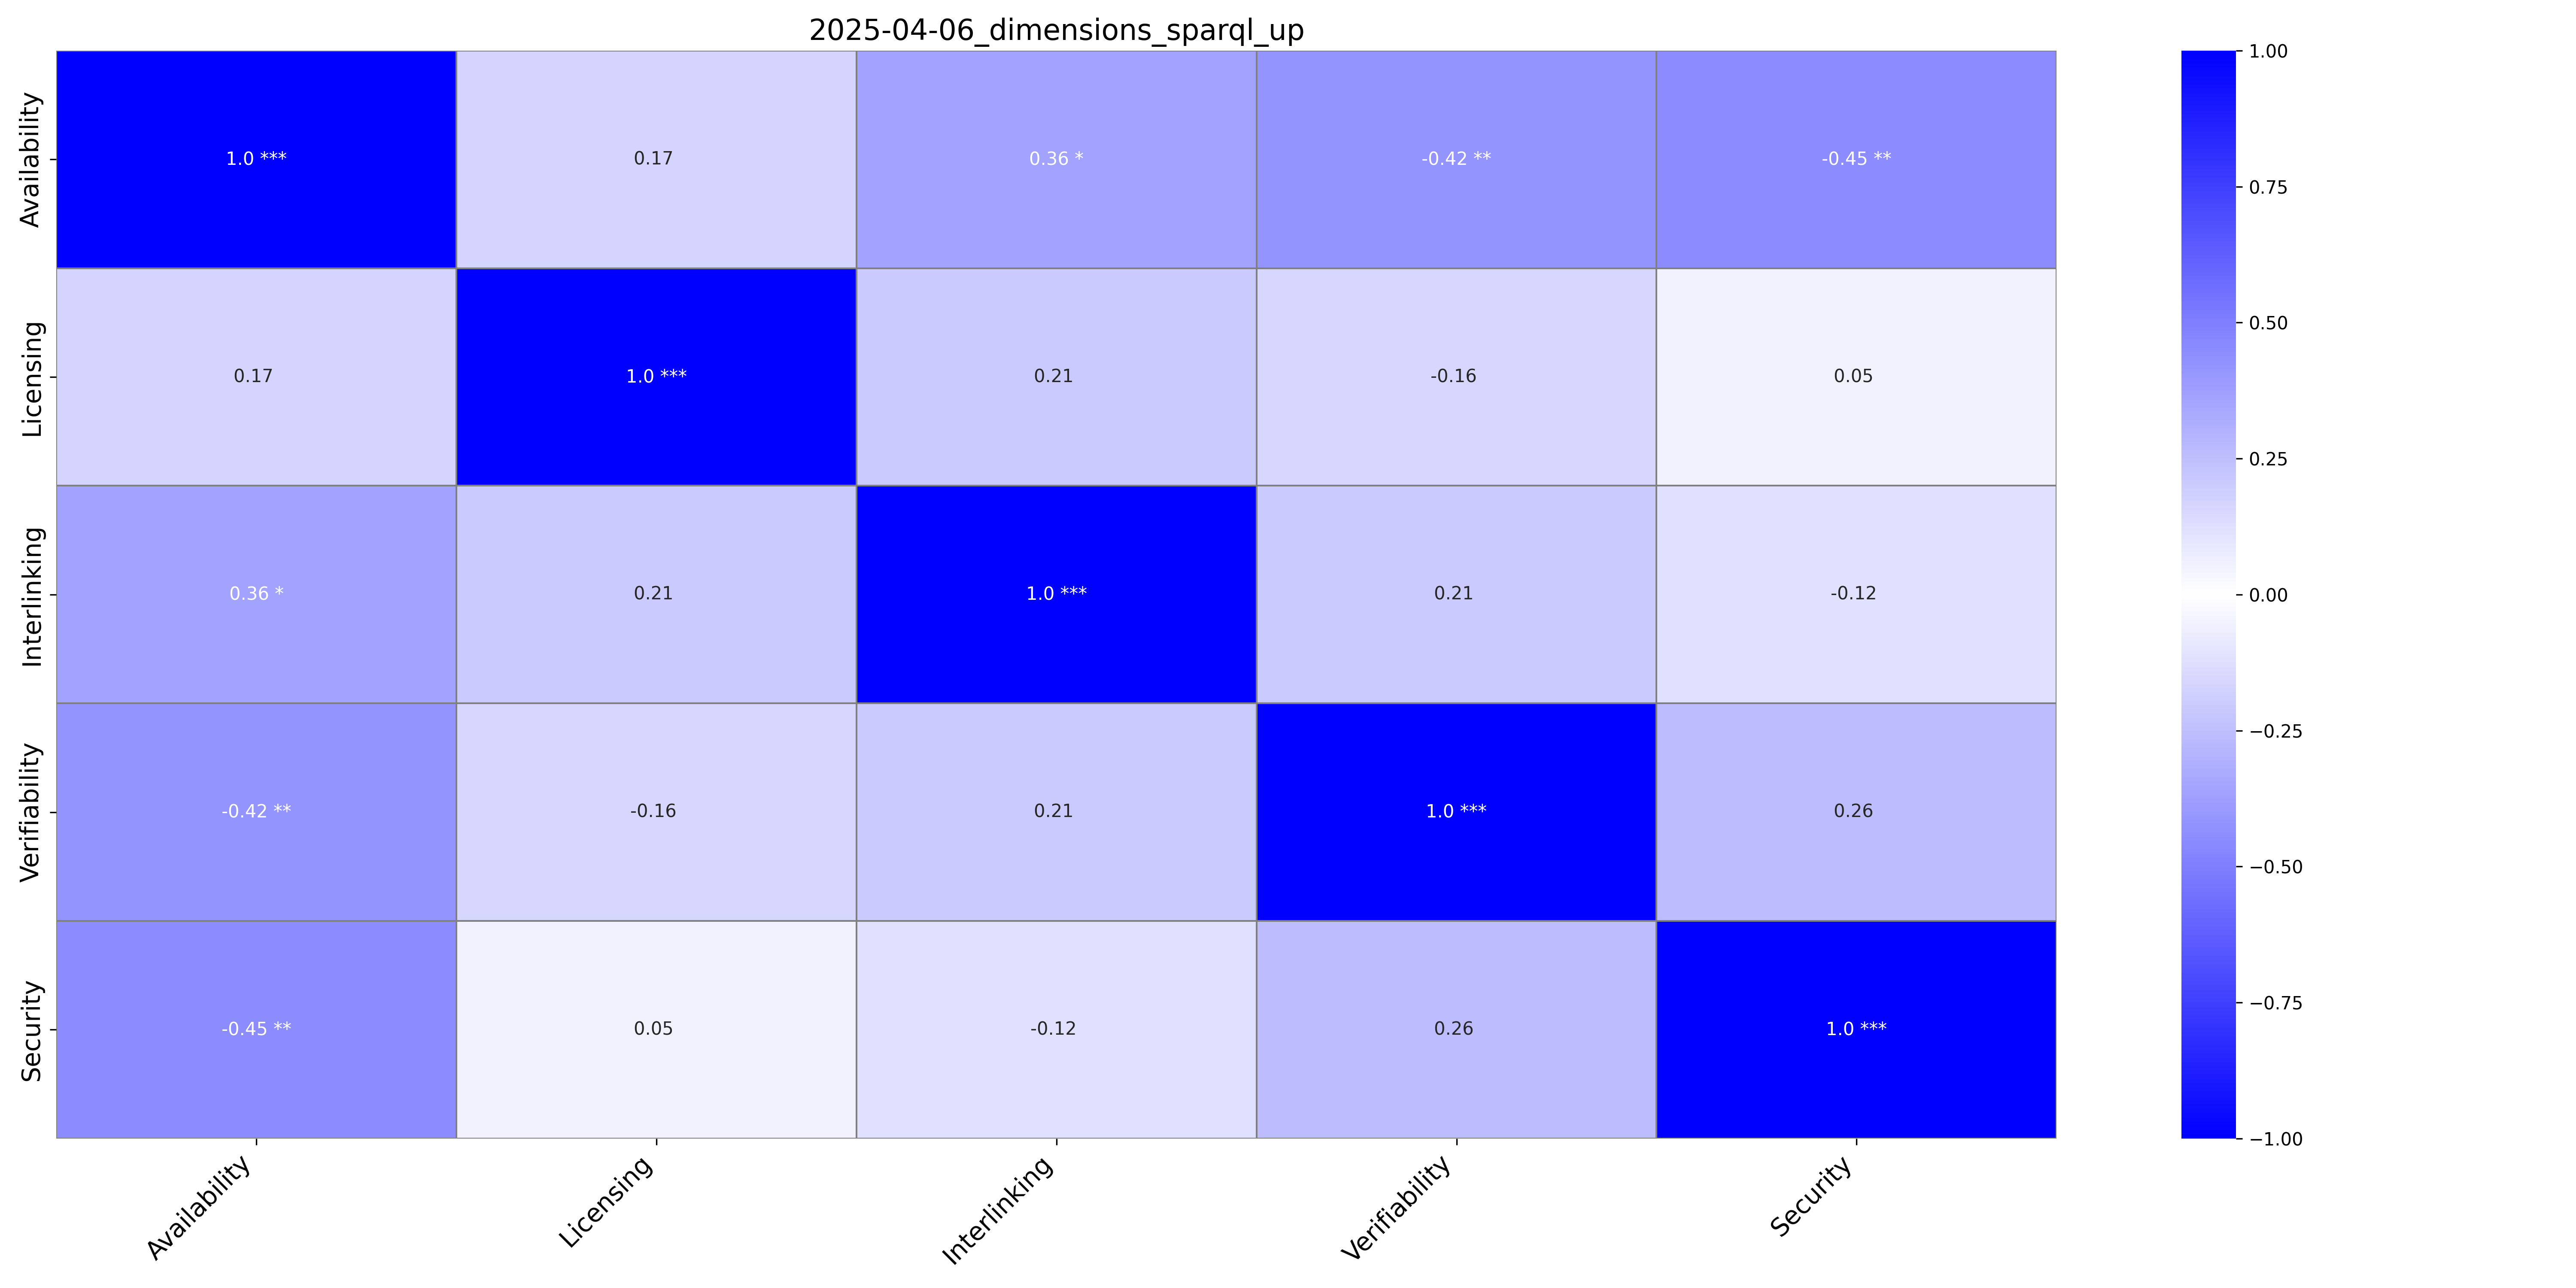 2025-04-06_dimensions_sparql_up
Availability 1.0 *** 0.17 0.36 * -0.42 ** -0.45 **
Licensing 0.17 1.0 *** 0.21 -0.16 0.05
Interlinking 0.36 * 0.21 1.0 *** 0.21 -0.12
Verifiability -0.42 ** -0.16 0.21 1.0 *** 0.26
Security -0.45 ** 0.05 -0.12 0.26 1.0 ***
Availability Licensing Interlinking Verifiability Security
1.00
0.75
0.50
0.25
0.00
−0.25
−0.50
−0.75
−1.00